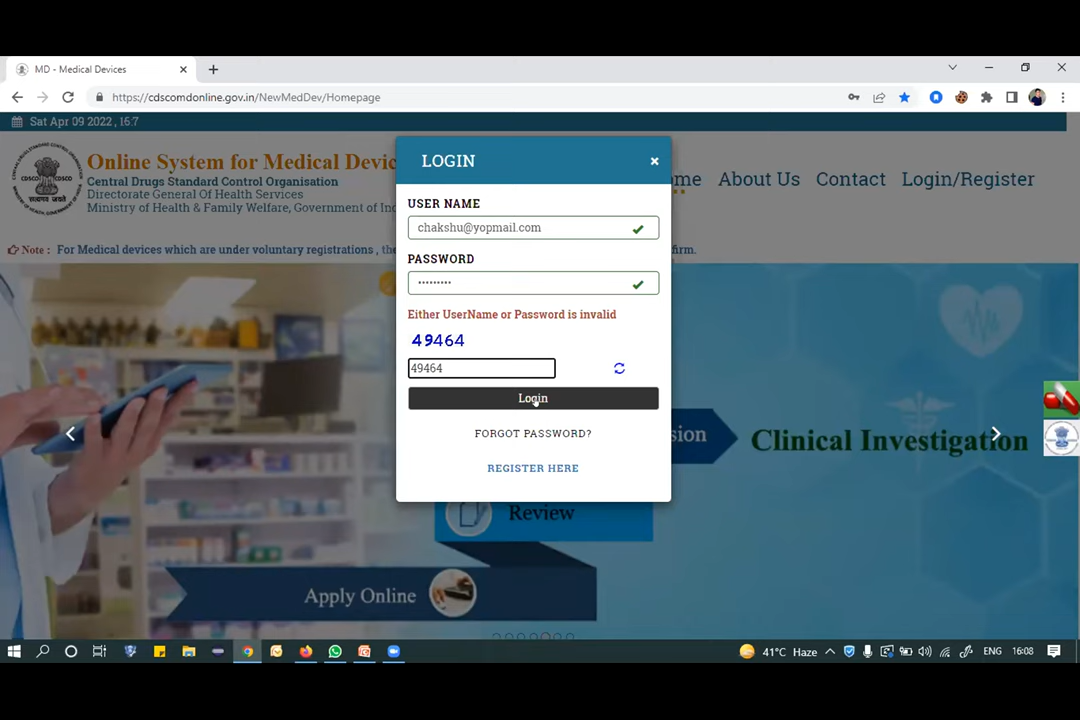 MD - Medical Devices
https://cdscomdonline.gov.in/NewMedDev/Homepage
Sat Apr 09 2022 , 16:7
Online System for Medical Devic
Central Drugs Standard Control Organisation
Directorate General Of Health Services
Ministry of Health & Family Welfare, Government of In
ome About Us Contact Login/Register
Note : For Medical devices which are under voluntary registrations , the
firm.
LOGIN
USER NAME
chakshu@yopmail.com
PASSWORD
Either UserName or Password is invalid
49464
49464
Login
FORGOT PASSWORD?
REGISTER HERE
sion
Clinical Investigation
Review
Apply Online
41°C Haze
ENG
16:08